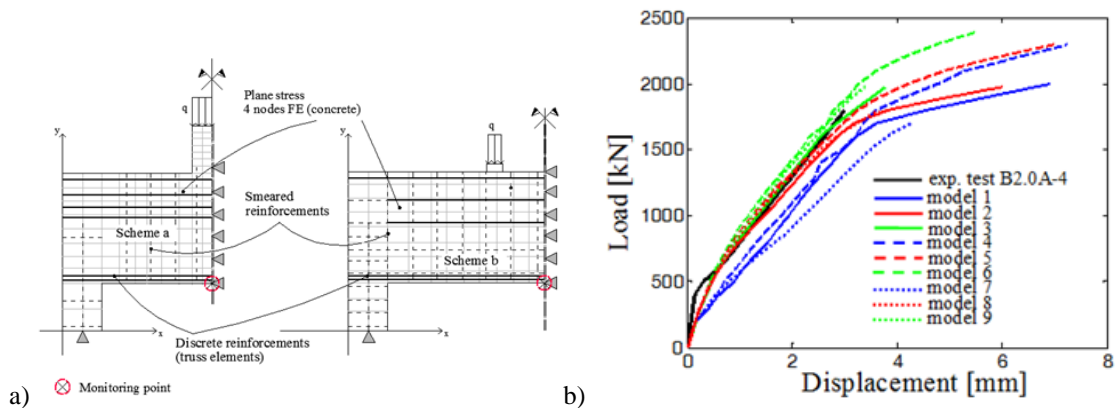 q
Plane stress
4 nodes FE (concrete)
y
q
y
Smeared
reinforcements
Scheme a
Scheme b
x
x
Discrete reinforcements
(truss elements)
a)
Monitoring point
b)
Load [kN]
2500
2000
1500
1000
500
0
0
2
4
6
8
Displacement [mm]
exp. test B2.0A-4
model 1
model 2
model 3
model 4
model 5
model 6
model 7
model 8
model 9